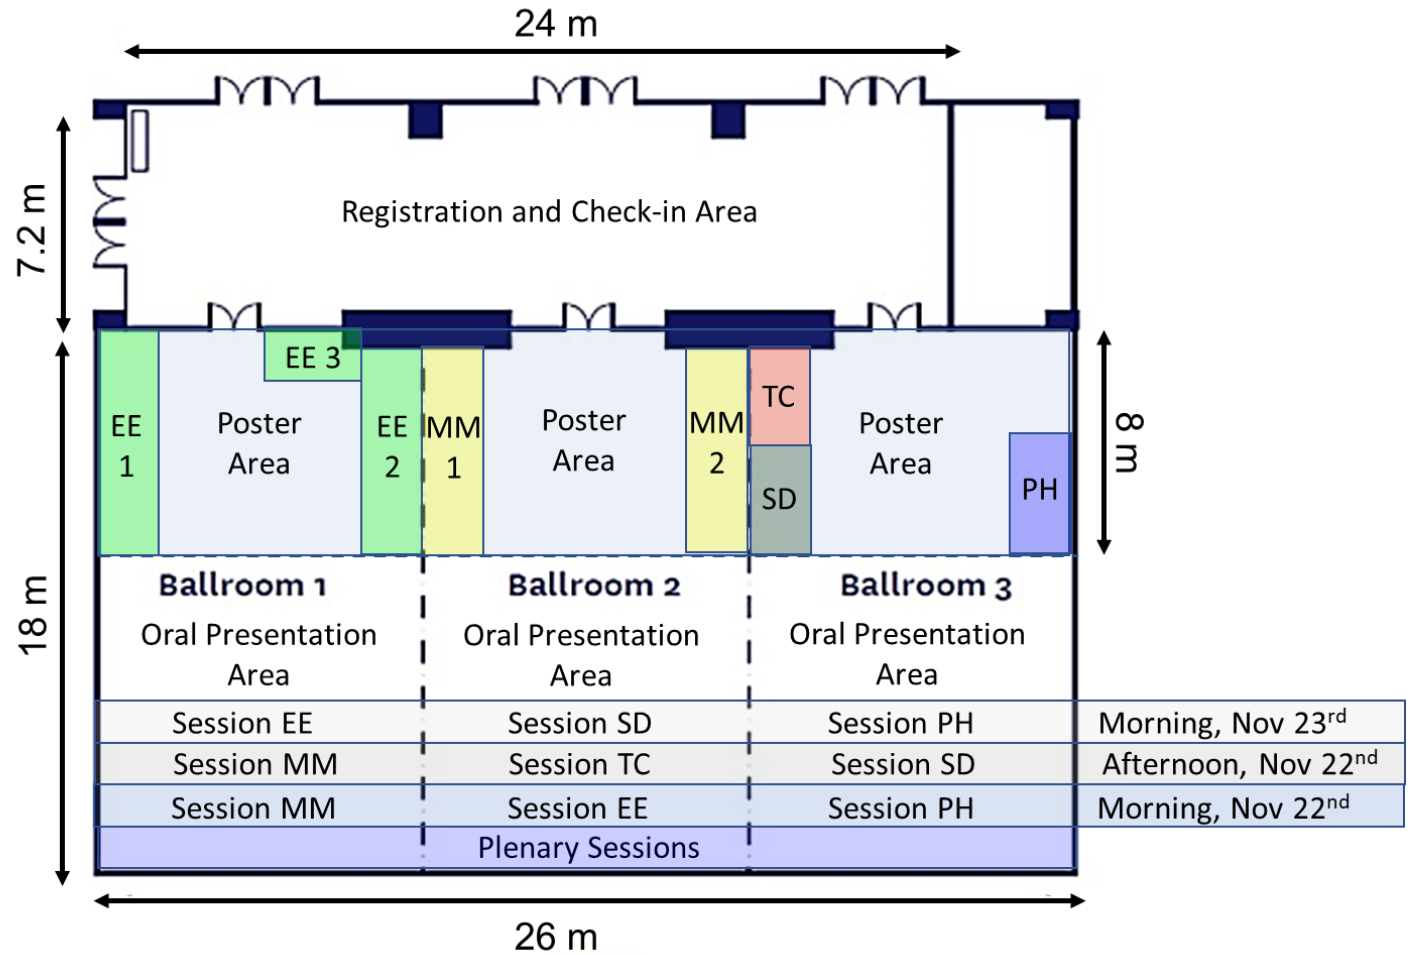 24 m
7.2 m
Registration and Check-in Area
EE 3
EE
1
Poster
Area
EE
2
MM
1
Poster
Area
MM
2
TC
SD
Poster
Area
PH
8 m
18 m
Ballroom 1
Ballroom 2
Ballroom 3
Oral Presentation
Area
Oral Presentation
Area
Oral Presentation
Area
Session EE Session SD Session PH Morning, Nov 23rd
Session MM Session TC Session SD Afternoon, Nov 22nd
Session MM Session EE Session PH Morning, Nov 22nd
Plenary Sessions
26 m